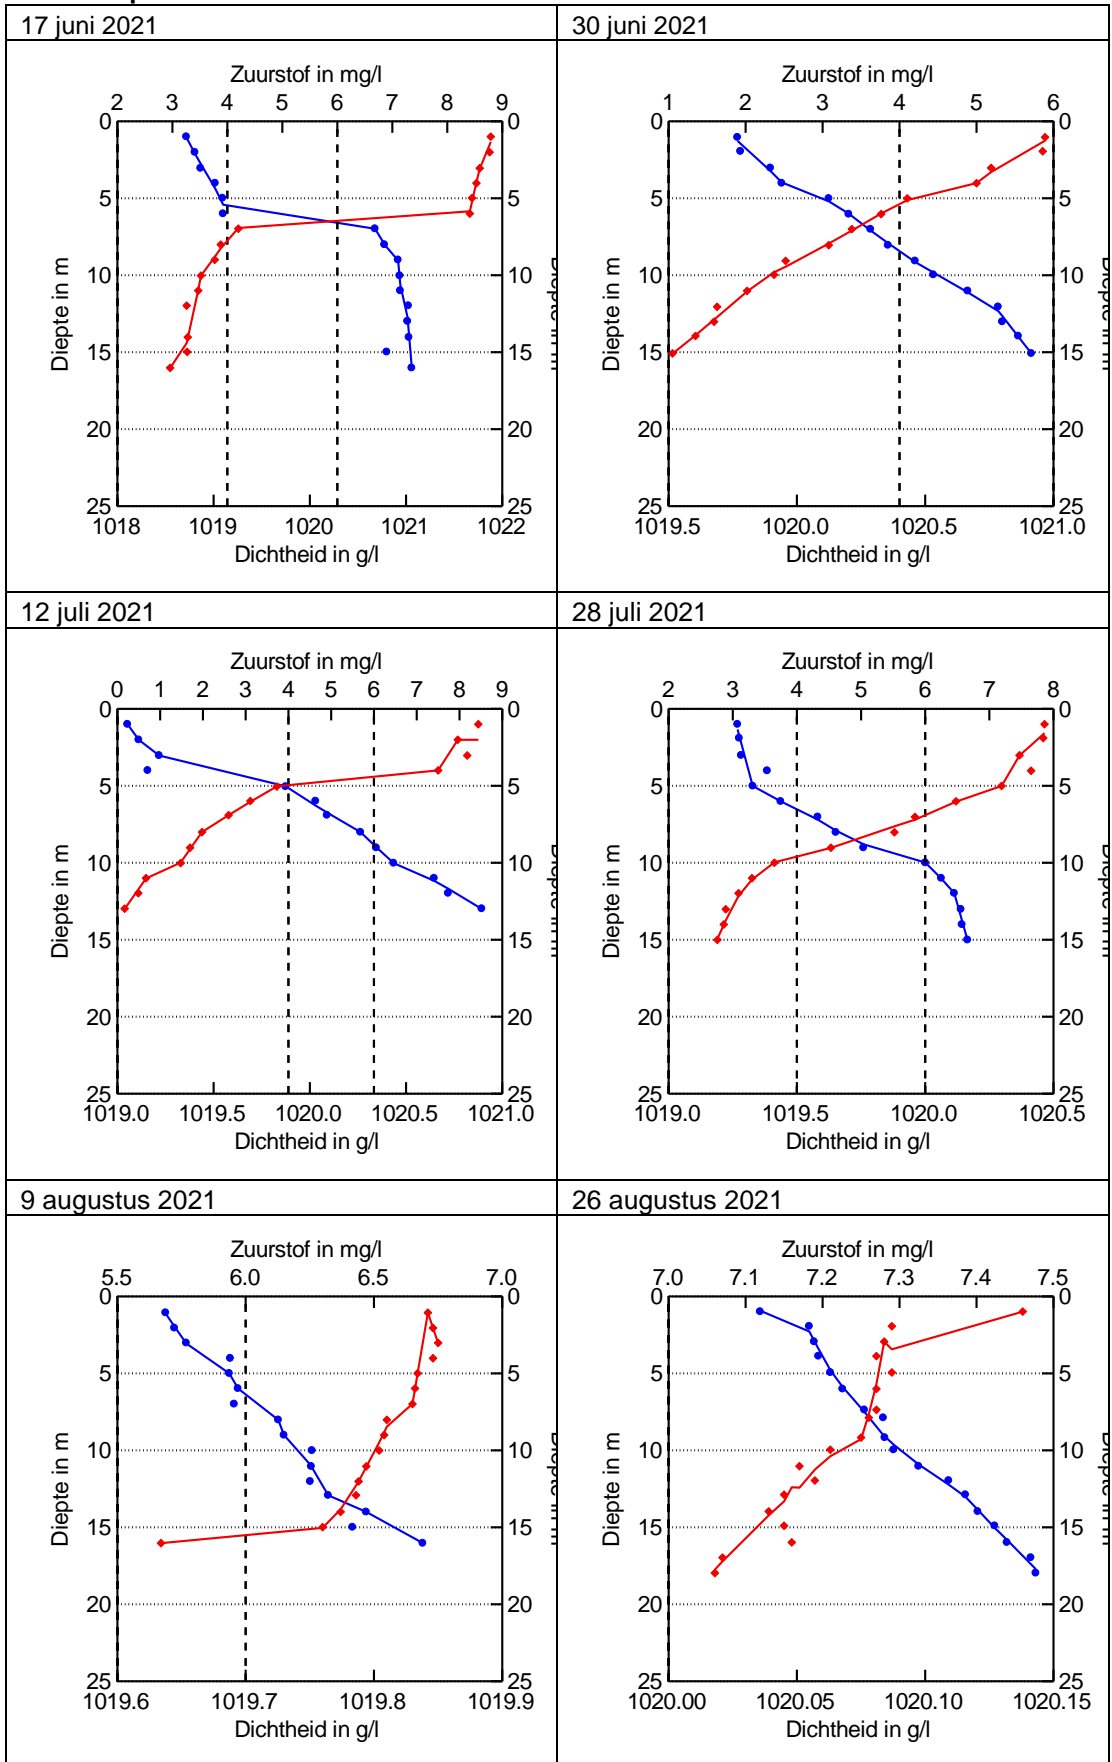 17 juni 2021
30 juni 2021
Zuurstof in mg/l
2 3 4 5 6 7 8 9
0 5 10 15 20 25
Diepte in m
0 5 10 15 20 25
Diepte in m
1018 1019 1020 1021 1022
Dichtheid in g/l
Zuurstof in mg/l
1 2 3 4 5 6
0 5 10 15 20 25
Diepte in m
0 5 10 15 20 25
Diepte in m
1019.5 1020.0 1020.5 1021.0
Dichtheid in g/l
12 juli 2021
28 juli 2021
Zuurstof in mg/l
0 1 2 3 4 5 6 7 8 9
0 5 10 15 20 25
Diepte in m
0 5 10 15 20 25
Diepte in m
1019.0 1019.5 1020.0 1020.5 1021.0
Dichtheid in g/l
Zuurstof in mg/l
2 3 4 5 6 7 8
0 5 10 15 20 25
Diepte in m
0 5 10 15 20 25
Diepte in m
1019.0 1019.5 1020.0 1020.5
Dichtheid in g/l
9 augustus 2021
26 augustus 2021
Zuurstof in mg/l
5.5 6.0 6.5 7.0
0 5 10 15 20 25
Diepte in m
0 5 10 15 20 25
Diepte in m
1019.6 1019.7 1019.8 1019.9
Dichtheid in g/l
Zuurstof in mg/l
7.0 7.1 7.2 7.3 7.4 7.5
0 5 10 15 20 25
Diepte in m
0 5 10 15 20 25
Diepte in m
1020.00 1020.05 1020.10 1020.15
Dichtheid in g/l